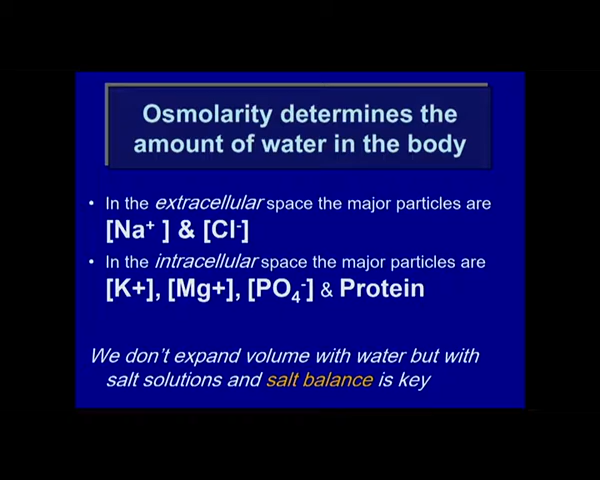 Osmolarity determines the
amount of water in the body
• In the extracellular space the major particles are
[Na⁺ ] & [Cl⁻]
• In the intracellular space the major particles are
[K+], [Mg+], [PO₄⁻] & Protein
We don't expand volume with water but with
salt solutions and salt balance is key